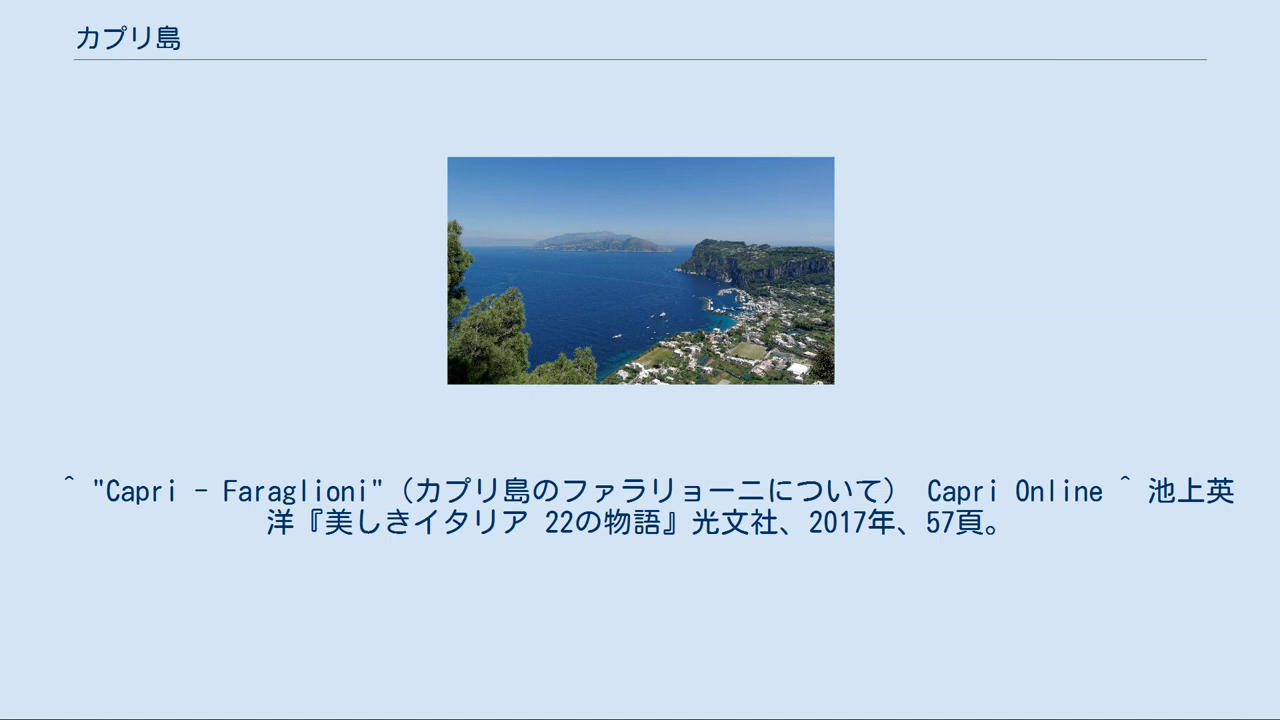 カプリ島
^ "Capri - Faraglioni"（カプリ島のファラリョーニについて） Capri Online ^ 池上英
洋『美しきイタリア 22の物語』光文社、2017年、57頁。